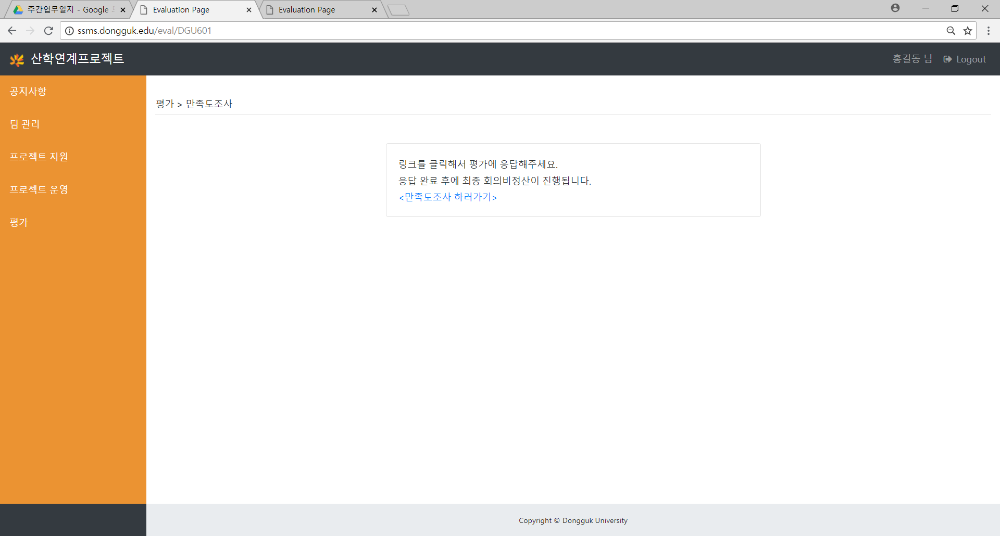 주간업무일지 - Google
Evaluation Page
Evaluation Page
ssms.dongguk.edu/eval/DGU601
산학연계프로젝트
홍길동 님
Logout
공지사항
팀 관리
프로젝트 지원
프로젝트 운영
평가
평가 > 만족도조사
링크를 클릭해서 평가에 응답해주세요.
응답 완료 후에 최종 회의비정산이 진행됩니다.
<만족도조사 하러가기>
Copyright © Dongguk University